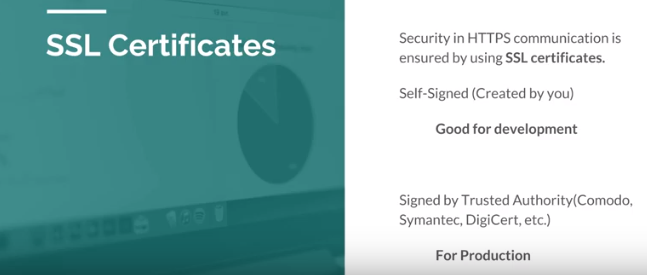 SSL Certificates
Security in HTTPS communication is
ensured by using SSL certificates.
Self-Signed (Created by you)
Good for development
Signed by Trusted Authority(Comodo,
Symantec, DigiCert, etc.)
For Production